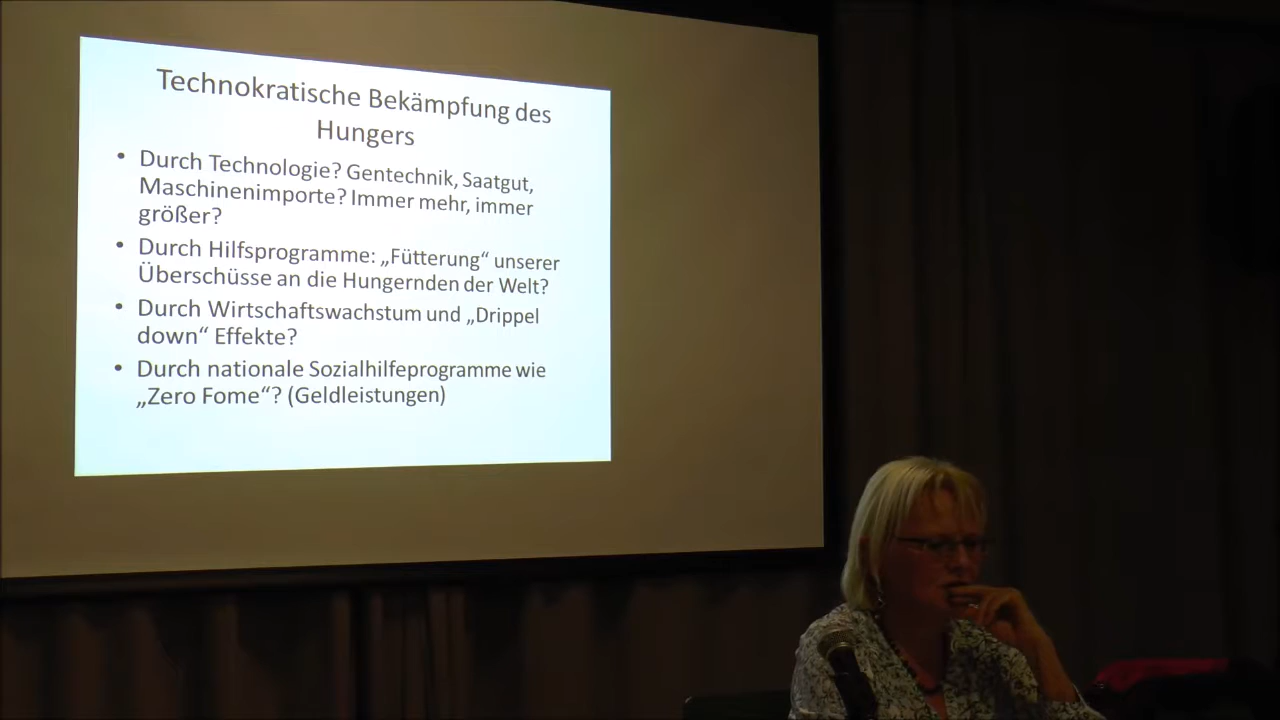 Technokratische Bekämpfung des
Hungers
• Durch Technologie? Gentechnik, Saatgut,
Maschinenimporte? Immer mehr, immer
größer?
• Durch Hilfsprogramme: „Fütterung“ unserer
Überschüsse an die Hungernden der Welt?
• Durch Wirtschaftswachstum und „Drippel
down“ Effekte?
• Durch nationale Sozialhilfeprogramme wie
„Zero Fome“? (Geldleistungen)